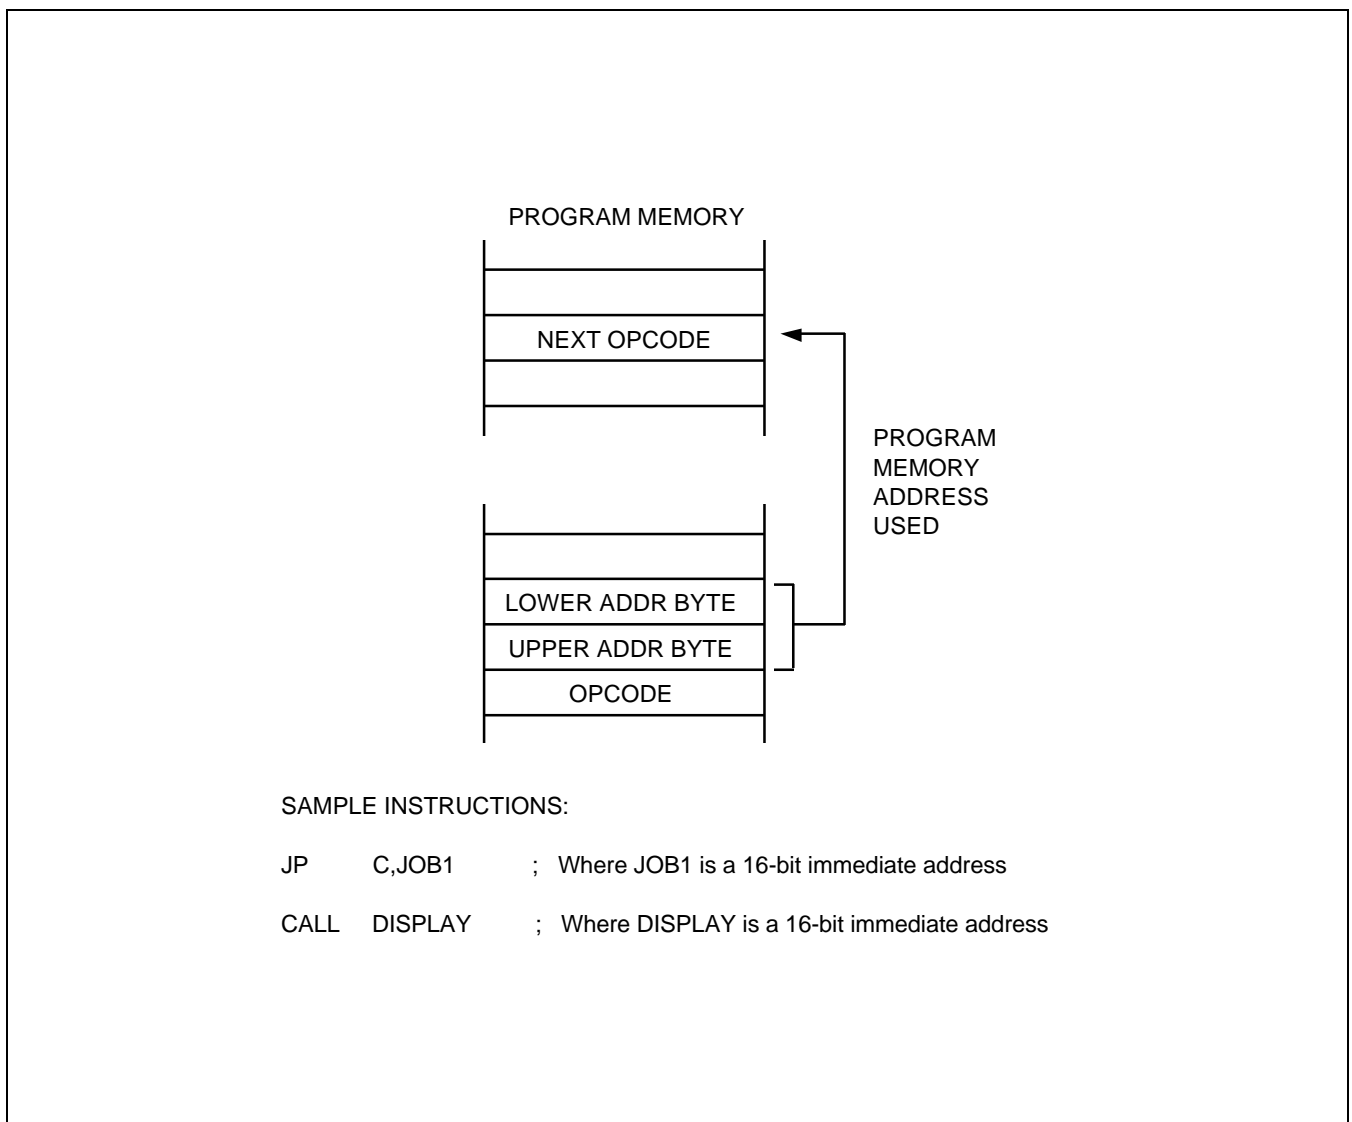 PROGRAM MEMORY
NEXT OPCODE
PROGRAM
MEMORY
ADDRESS
USED
LOWER ADDR BYTE
UPPER ADDR BYTE
OPCODE
SAMPLE INSTRUCTIONS:
JP C,JOB1 ; Where JOB1 is a 16-bit immediate address
CALL DISPLAY ; Where DISPLAY is a 16-bit immediate address